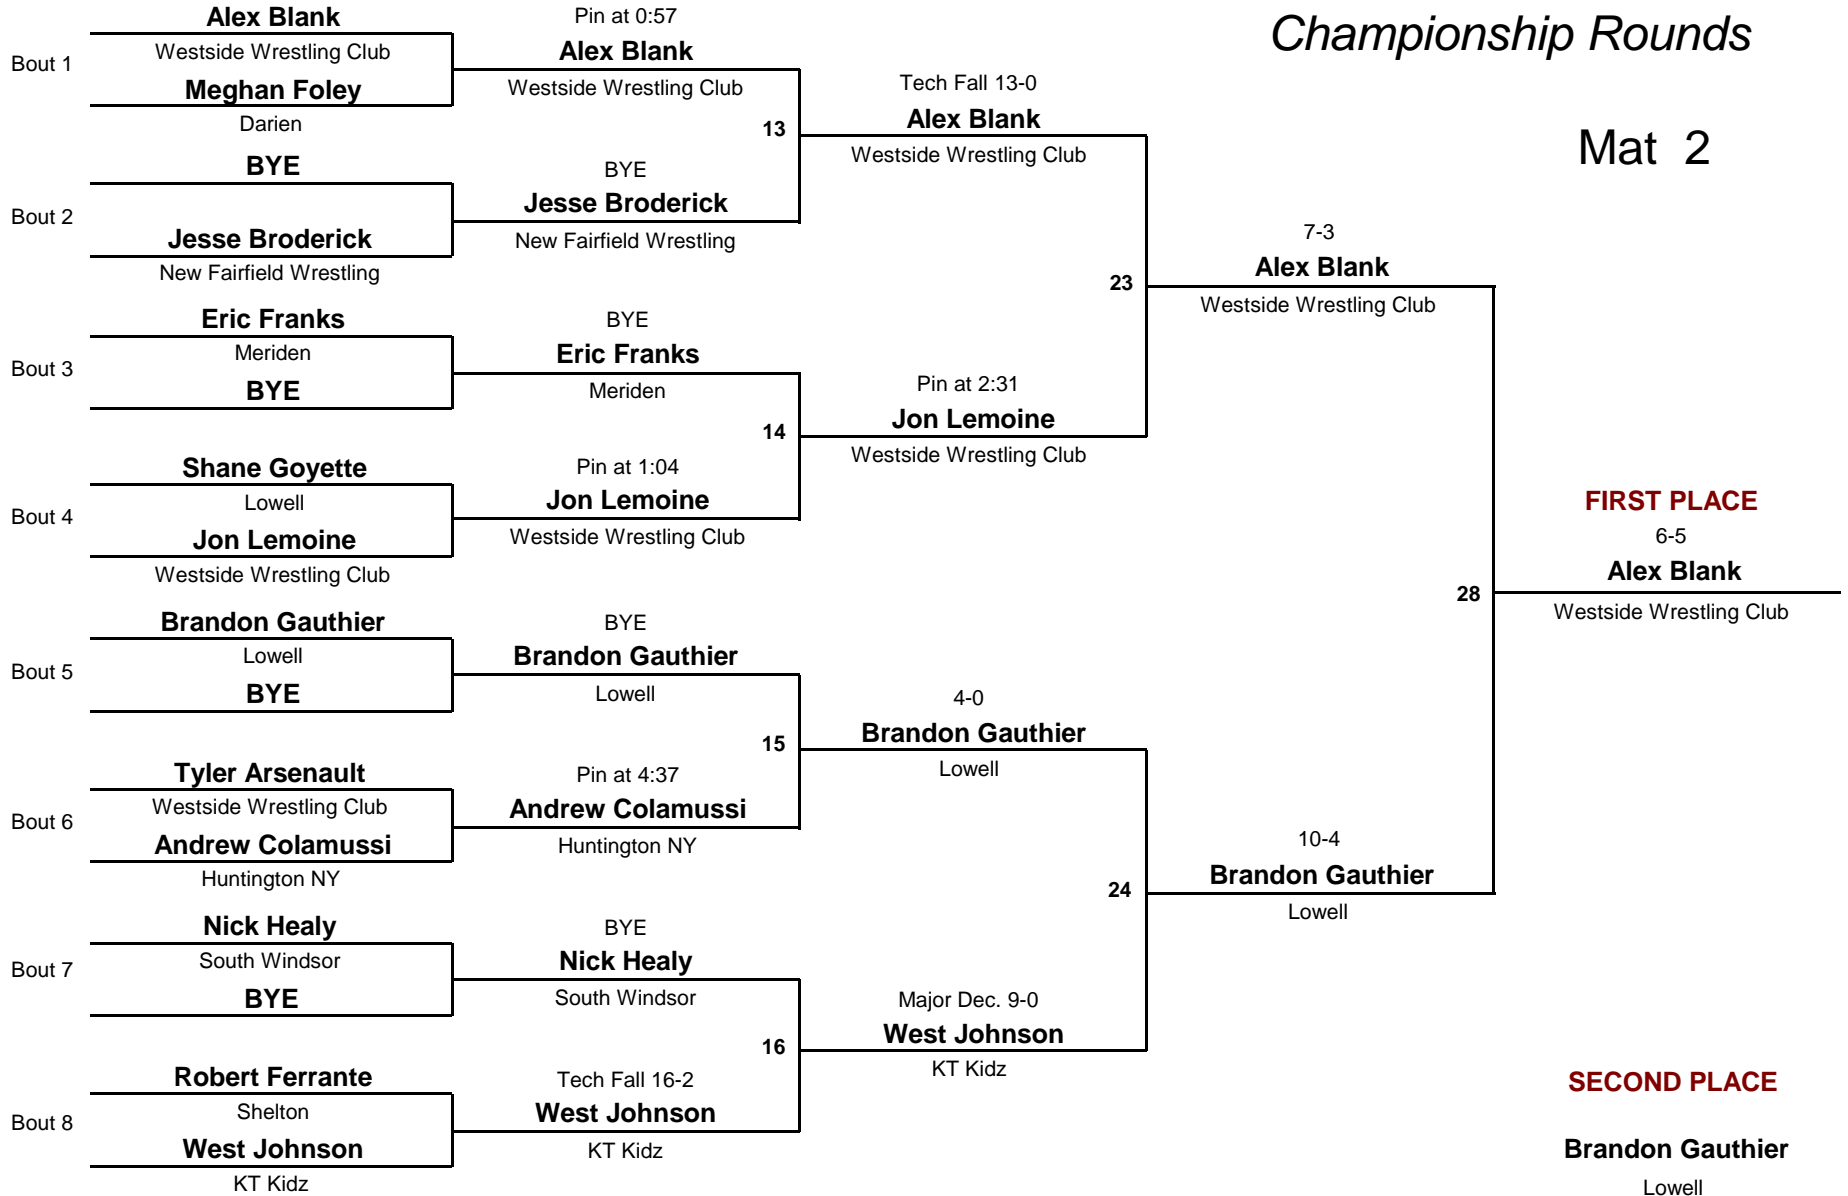 Championship Rounds
Mat 2
Bout 1
Alex Blank
Westside Wrestling Club
Meghan Foley
Darien
Bout 2
BYE
Jesse Broderick
New Fairfield Wrestling
Bout 3
Eric Franks
Meriden
BYE
Bout 4
Shane Goyette
Lowell
Jon Lemoine
Westside Wrestling Club
Bout 5
Brandon Gauthier
Lowell
BYE
Bout 6
Tyler Arsenault
Westside Wrestling Club
Andrew Colamussi
Huntington NY
Bout 7
Nick Healy
South Windsor
BYE
Bout 8
Robert Ferrante
Shelton
West Johnson
KT Kidz
Pin at 0:57
Alex Blank
Westside Wrestling Club
13
BYE
Jesse Broderick
New Fairfield Wrestling
BYE
Eric Franks
Meriden
14
Pin at 1:04
Jon Lemoine
Westside Wrestling Club
BYE
Brandon Gauthier
Lowell
15
Pin at 4:37
Andrew Colamussi
Huntington NY
BYE
Nick Healy
South Windsor
16
Tech Fall 16-2
West Johnson
KT Kidz
Tech Fall 13-0
Alex Blank
Westside Wrestling Club
23
Pin at 2:31
Jon Lemoine
Westside Wrestling Club
4-0
Brandon Gauthier
Lowell
24
Major Dec. 9-0
West Johnson
KT Kidz
7-3
Alex Blank
Westside Wrestling Club
28
10-4
Brandon Gauthier
Lowell
FIRST PLACE
6-5
Alex Blank
Westside Wrestling Club
SECOND PLACE
Brandon Gauthier
Lowell